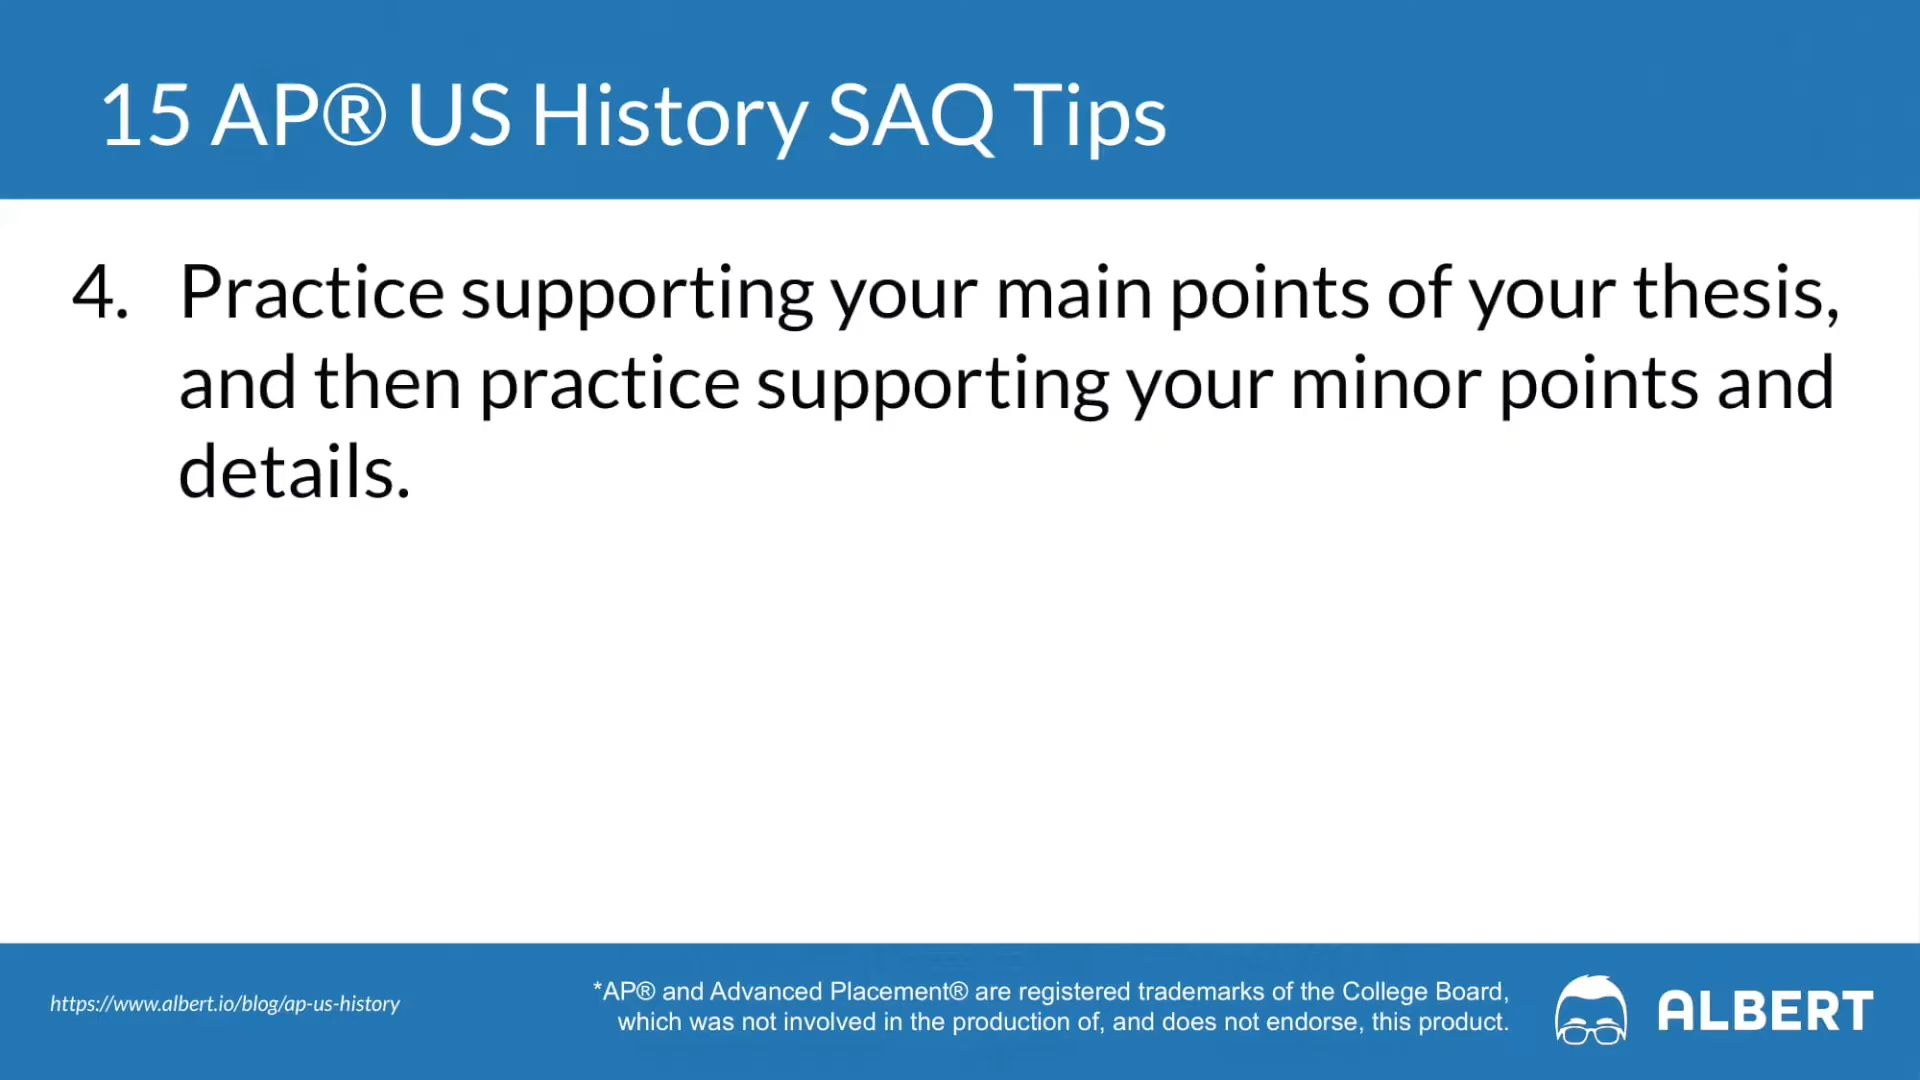 15 AP® US History SAQ Tips
4. Practice supporting your main points of your thesis,
and then practice supporting your minor points and
details.
https://www.albert.io/blog/ap-us-history
*AP® and Advanced Placement® are registered trademarks of the College Board,
which was not involved in the production of, and does not endorse, this product.
ALBERT